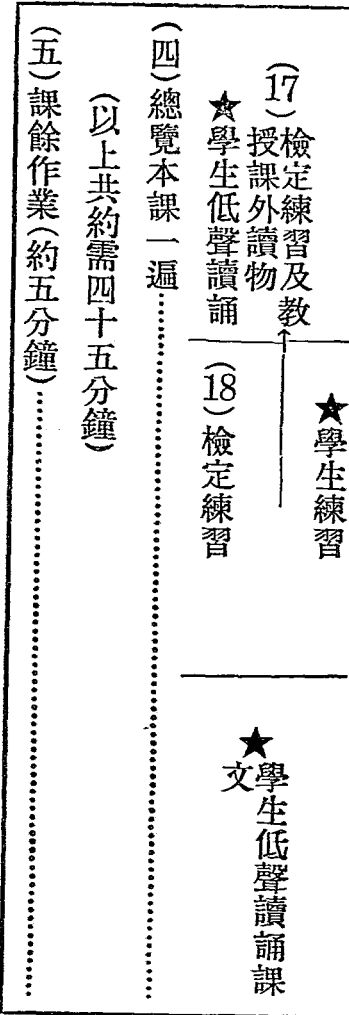 ★學生練習
(17)檢定練習及教
授課外讀物
★學生低聲讀誦
(18)檢定練習
★學生低聲讀誦課
文
(四)總覽本課一遍………………………………
(以上共約需四十五分鐘)
(五)課餘作業(約五分鐘)………………………………